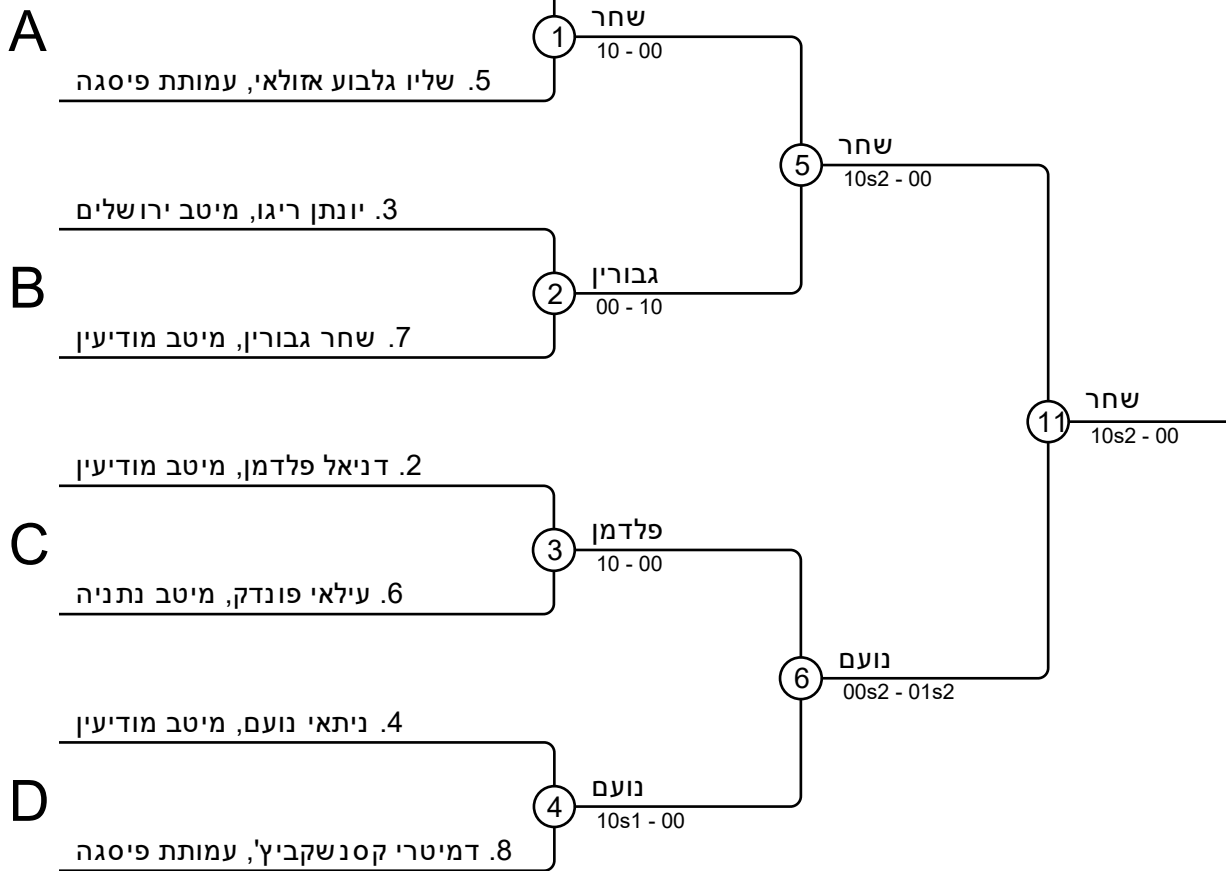 A
1
שחר
10 - 00
5. שליו גלבוע אזולאי, עמותת פיסגה
5
שחר
10s2 - 00
3. יונתן ריגו, מיטב ירושלים
B
2
גבורין
00 - 10
7. שחר גבורין, מיטב מודיעין
11
שחר
10s2 - 00
2. דניאל פלדמן, מיטב מודיעין
C
3
פלדמן
10 - 00
6. עילאי פונדק, מיטב נתניה
6
נועם
00s2 - 01s2
4. ניתאי נועם, מיטב מודיעין
D
4
נועם
10s1 - 00
8. דמיטרי קסנשקביץ', עמותת פיסגה